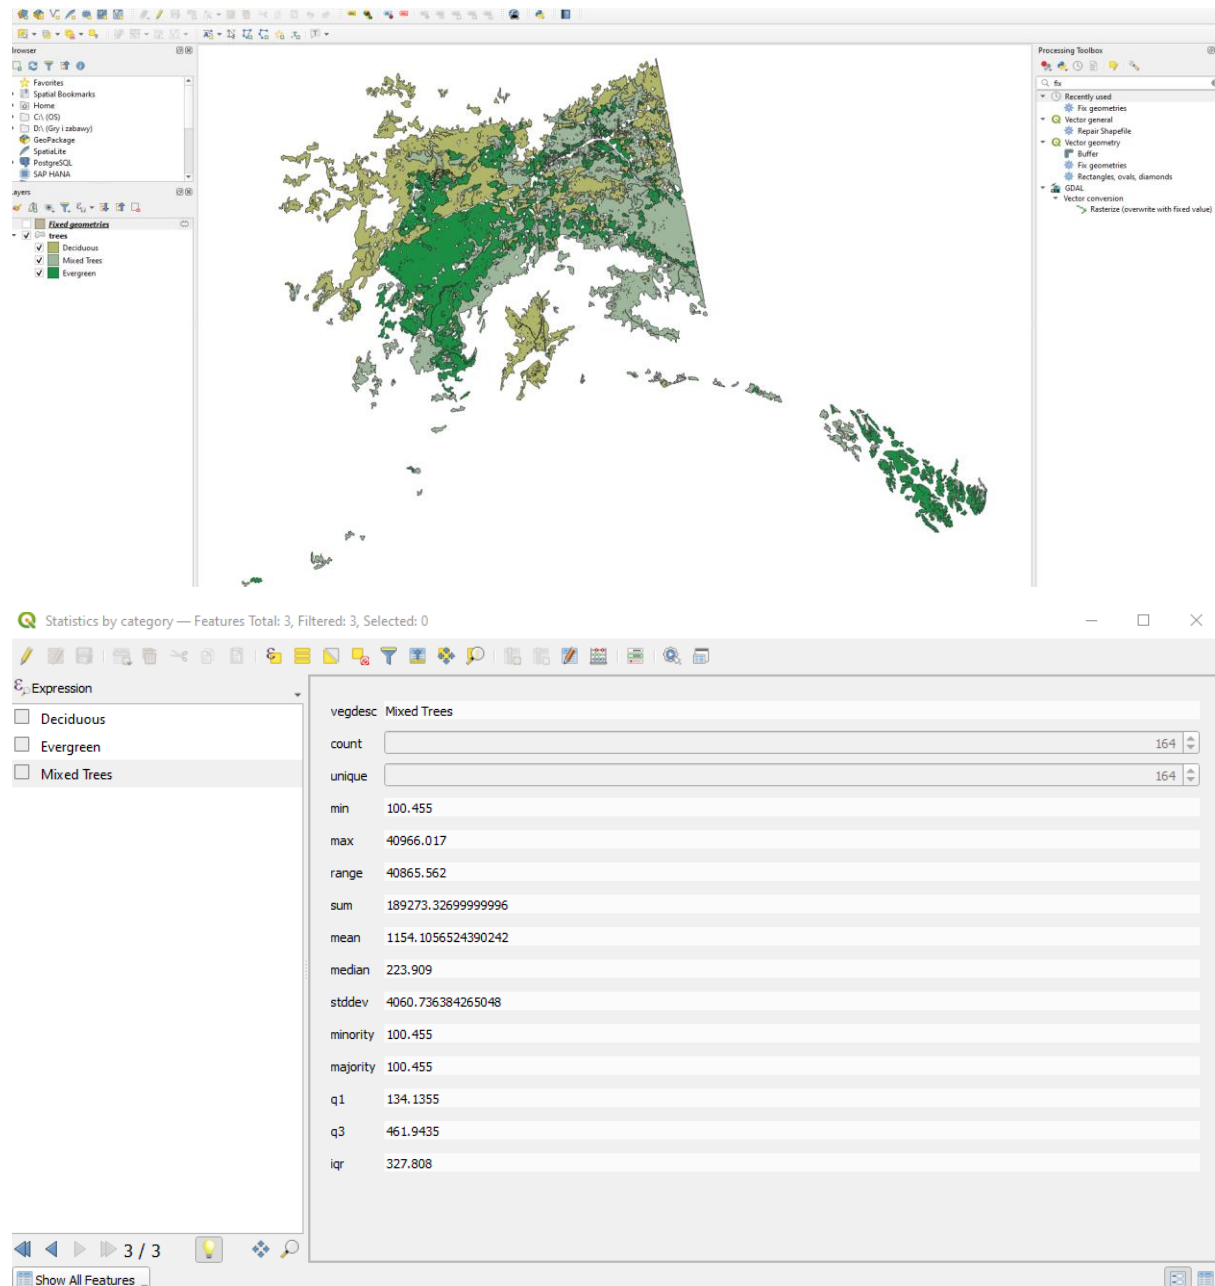 Browser
Favorites
Spatial Bookmarks
Home
C:\ (OS)
D:\ (Gry i zabawy)
GeoPackage
SpatiaLite
PostgreSQL
SAP HANA
Layers
Fixed geometries
trees
Deciduous
Mixed Trees
Evergreen
Processing Toolbox
fix
Recently used
Fix geometries
Vector general
Repair Shapefile
Vector geometry
Buffer
Fix geometries
Rectangles, ovals, diamonds
GDAL
Vector conversion
Rasterize (overwrite with fixed value)
Statistics by category — Features Total: 3, Filtered: 3, Selected: 0
Expression
Deciduous
Evergreen
Mixed Trees
vegdesc Mixed Trees
count 164
unique 164
min 100.455
max 40966.017
range 40865.562
sum 189273.32699999996
mean 1154.1056524390242
median 223.909
stddev 4060.736384265048
minority 100.455
majority 100.455
q1 134.1355
q3 461.9435
iqr 327.808
3 / 3
Show All Features